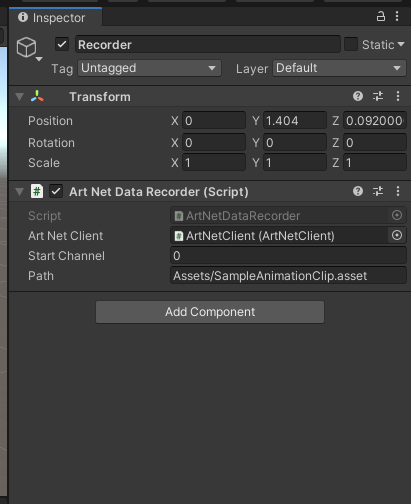 Inspector
Recorder Static
Tag Untagged Layer Default
Transform
Position X 0 Y 1.404 Z 0.092000
Rotation X 0 Y 0 Z 0
Scale X 1 Y 1 Z 1
# Art Net Data Recorder (Script)
Script # ArtNetDataRecorder
Art Net Client # ArtNetClient (ArtNetClient)
Start Channel 0
Path Assets/SampleAnimationClip.asset
Add Component